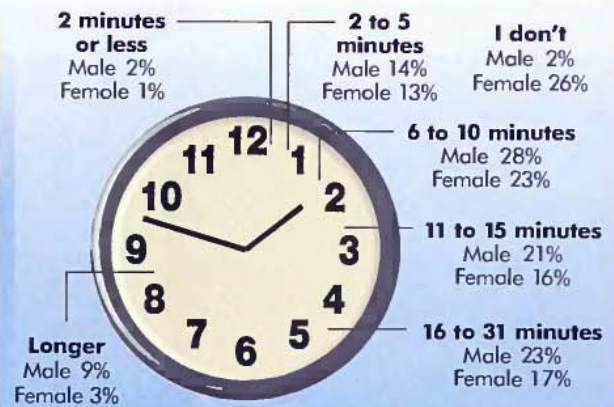 2 minutes
or less
Male 2%
Femole 1%
2 to 5
minutes
Male 14%
Femole 13%
I don't
Male 2%
Female 26%
6 to 10 minutes
Male 28%
Female 23%
11 to 15 minutes
Male 21%
Female 16%
16 to 31 minutes
Male 23%
Female 17%
Longer
Male 9%
Female 3%
12
1
2
3
4
5
6
7
8
9
10
11